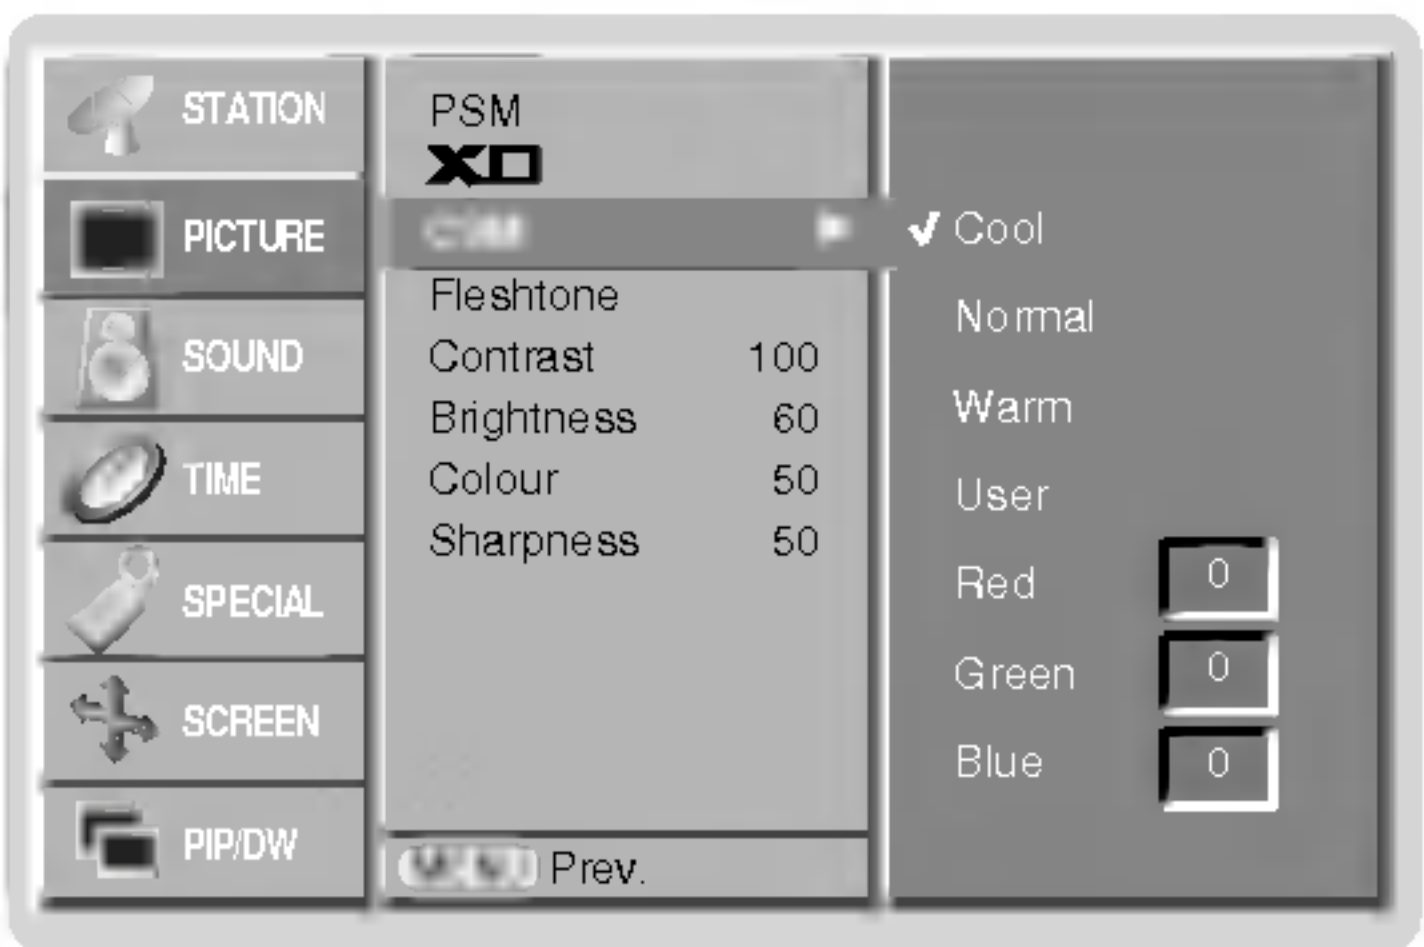 STATION
PICTURE
SOUND
TIME
SPECIAL
SCREEN
PIP/DW
PSM
XD
Fleshtone
Contrast 100
Brightness 60
Colour 50
Sharpness 50
Prev.
Cool
Normal
Warm
User
Red 0
Green 0
Blue 0